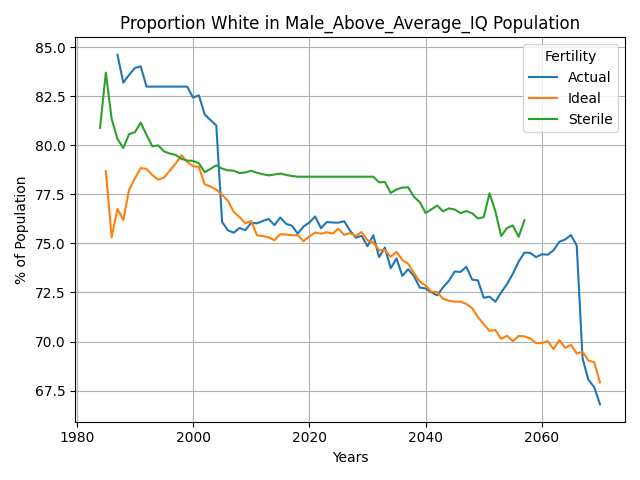 Proportion White in Male_Above_Average_IQ Population
85.0
82.5
80.0
77.5
75.0
72.5
70.0
67.5
% of Population
Fertility
Actual
Ideal
Sterile
1980
2000
2020
2040
2060
Years